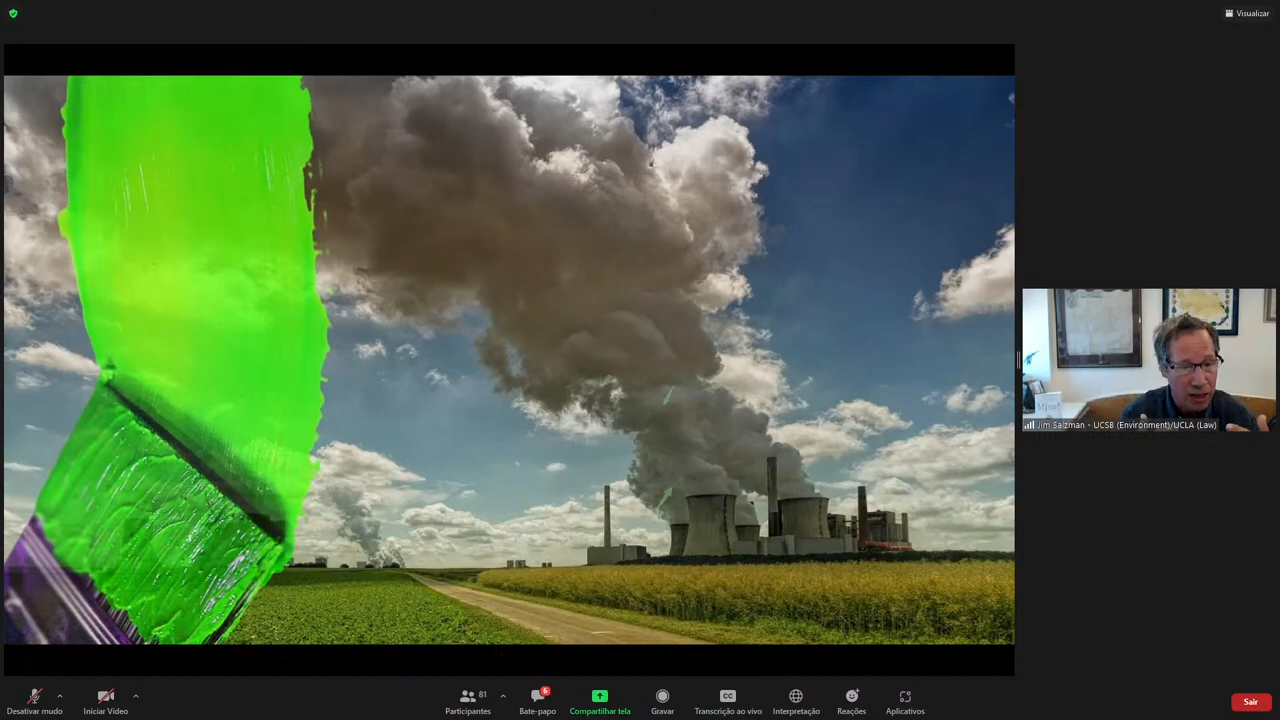 Visualizar
Jim Salzman - UCSB (Environment)/UCLA (Law)
Desativar mudo
Iniciar Vídeo
81
Participantes
6
Bate-papo
Compartilhar tela
Gravar
CC
Transcrição ao vivo
Interpretação
Reações
Aplicativos
Sair